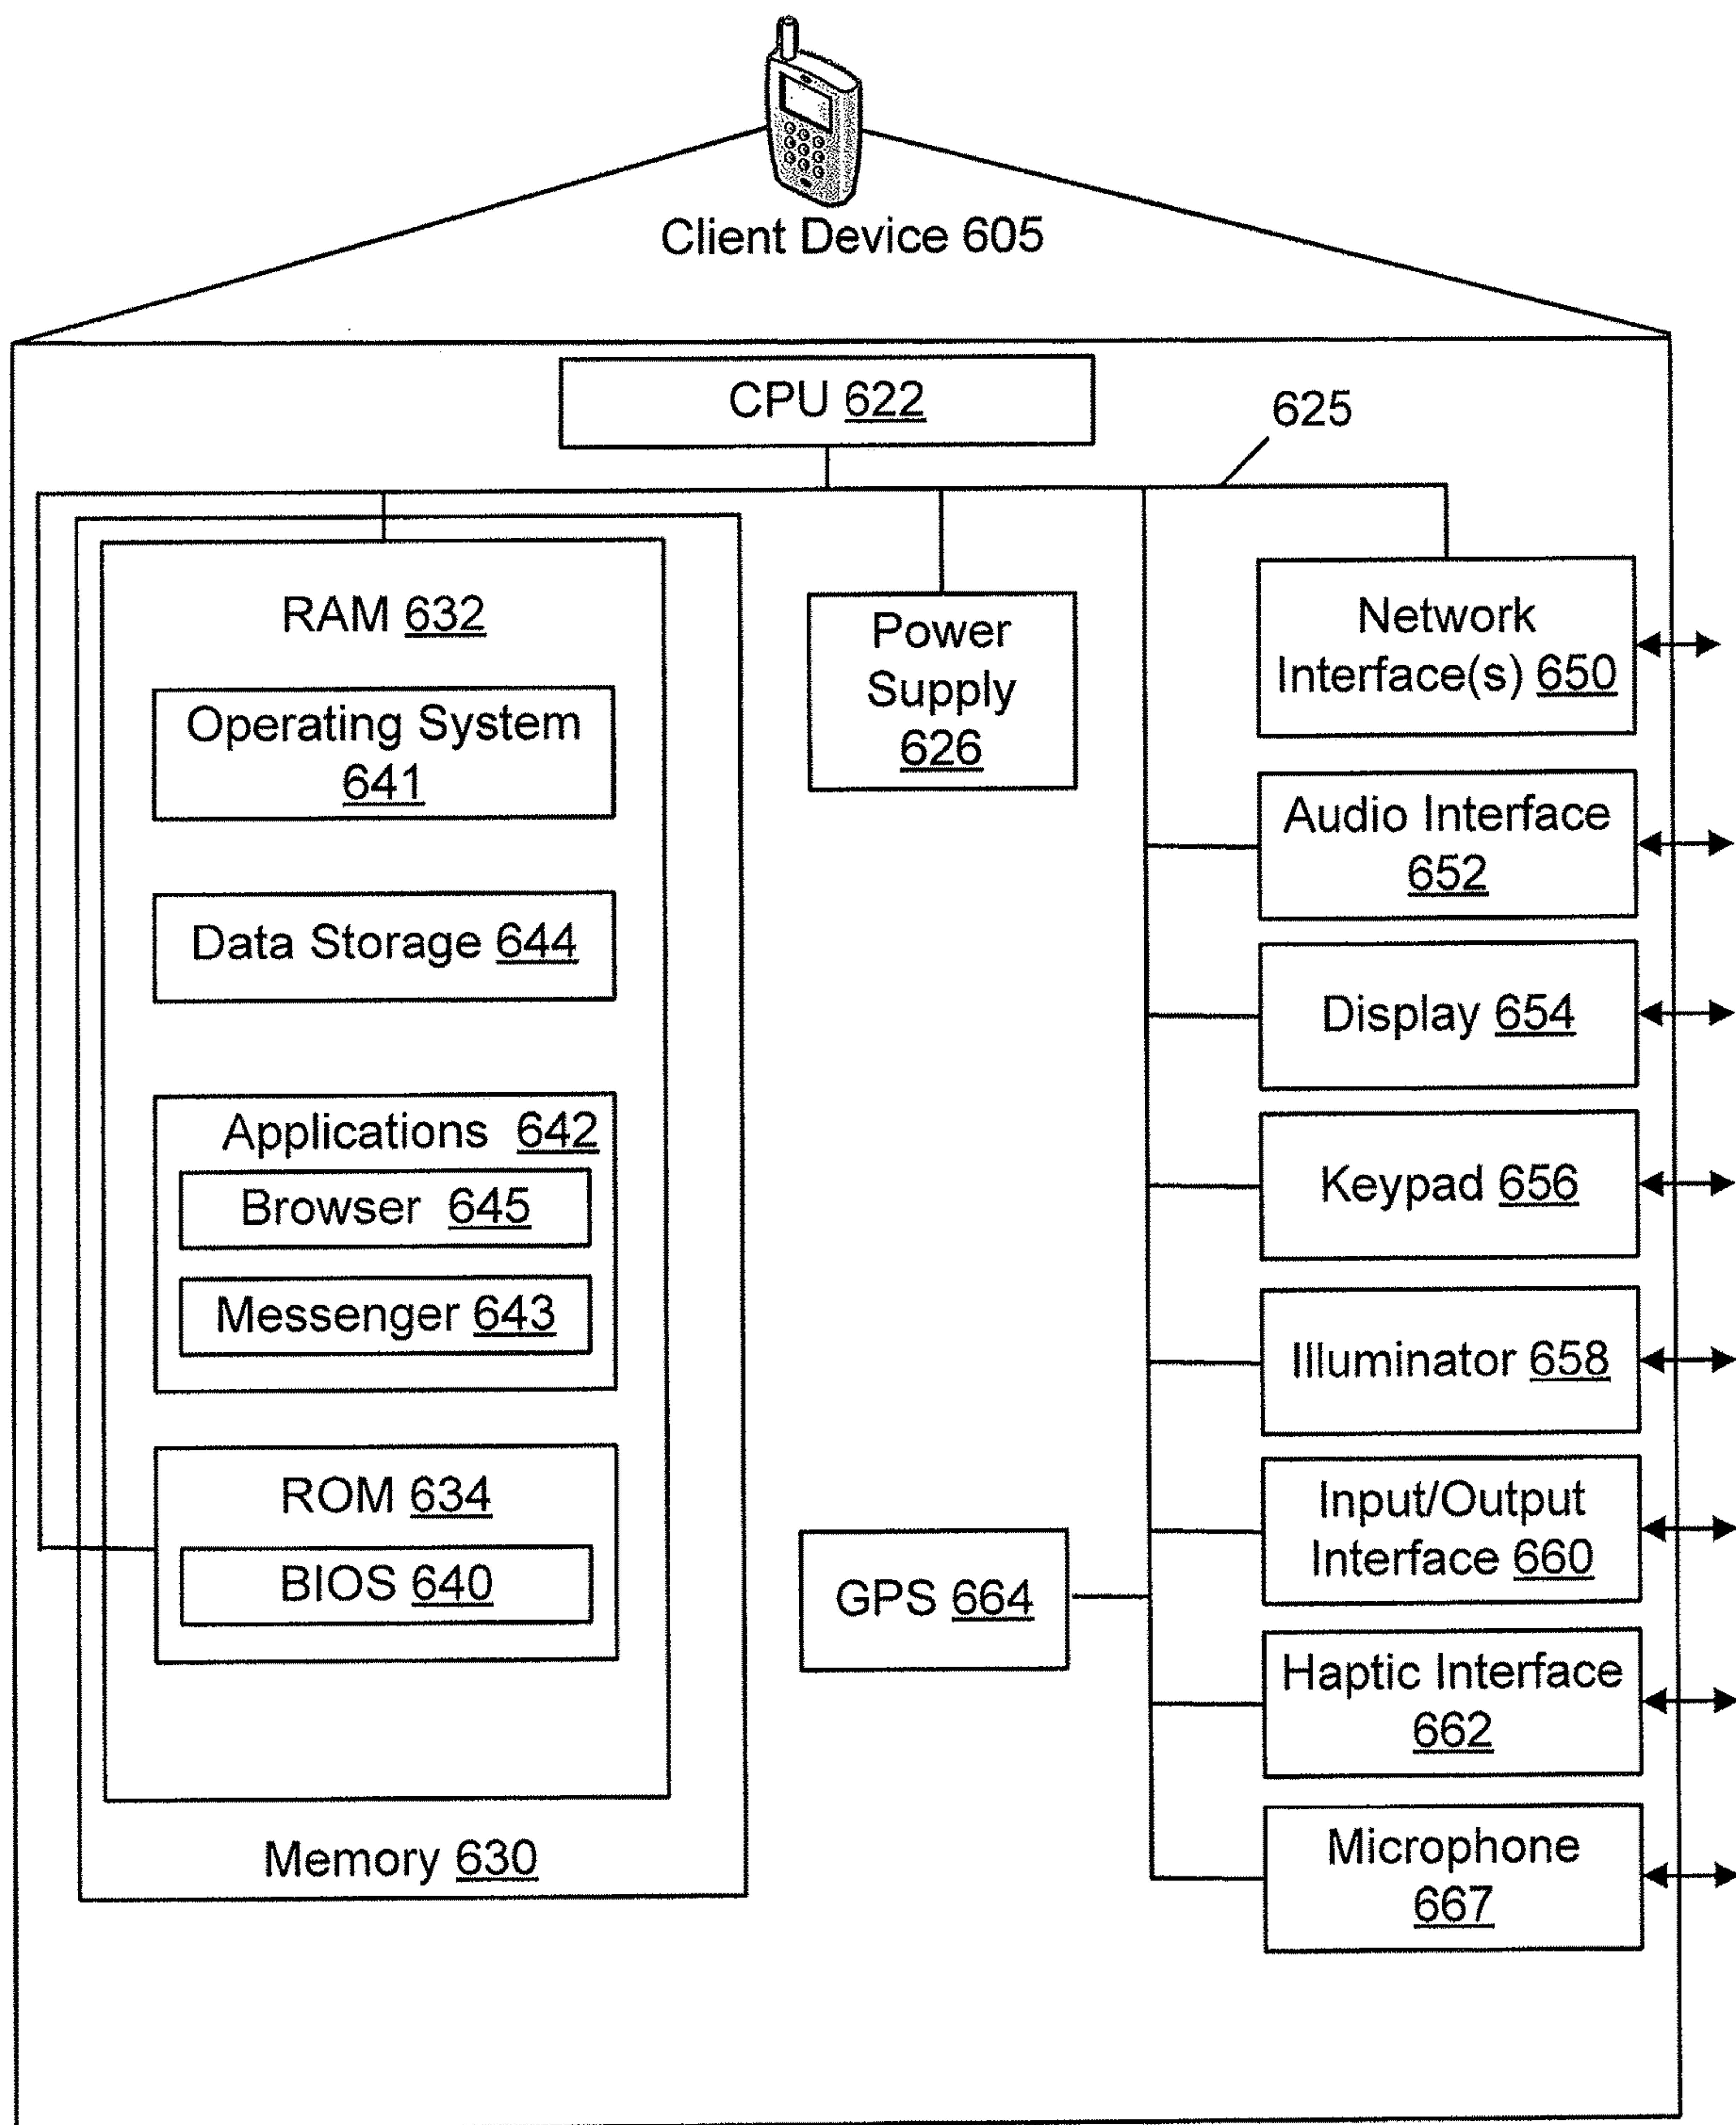 Client Device 605
CPU 622
625
RAM 632
Operating System
641
Data Storage 644
Applications 642
Browser 645
Messenger 643
ROM 634
BIOS 640
Memory 630
Power
Supply
626
GPS 664
Network
Interface(s) 650
Audio Interface
652
Display 654
Keypad 656
Illuminator 658
Input/Output
Interface 660
Haptic Interface
662
Microphone
667